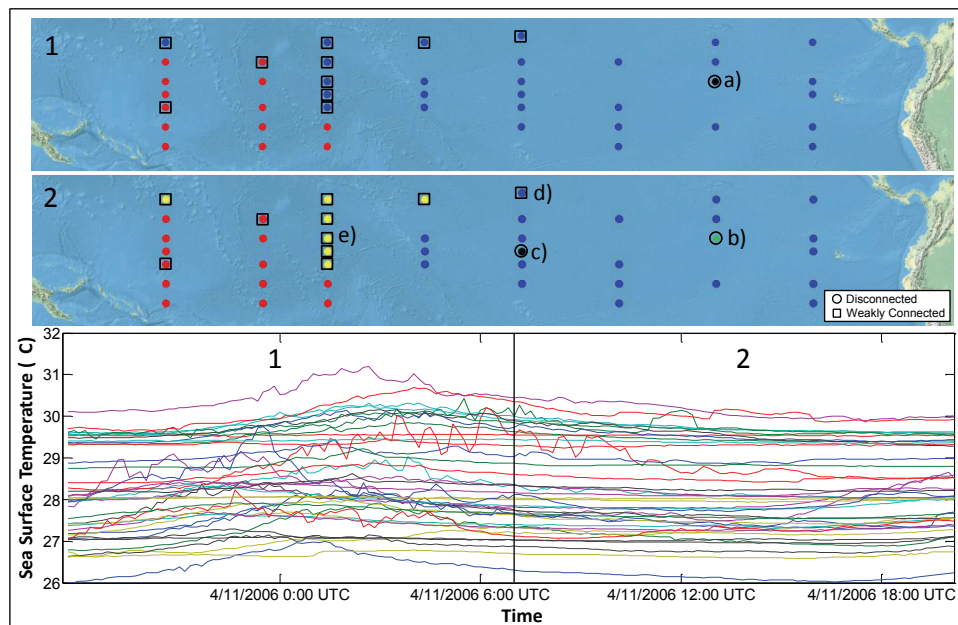 1
a)
2
d)
e)
c)
b)
Disconnected
Weakly Connected
Sea Surface Temperature ( C)
32
31
30
29
28
27
26
1
2
4/11/2006 0:00 UTC
4/11/2006 6:00 UTC
4/11/2006 12:00 UTC
4/11/2006 18:00 UTC
Time